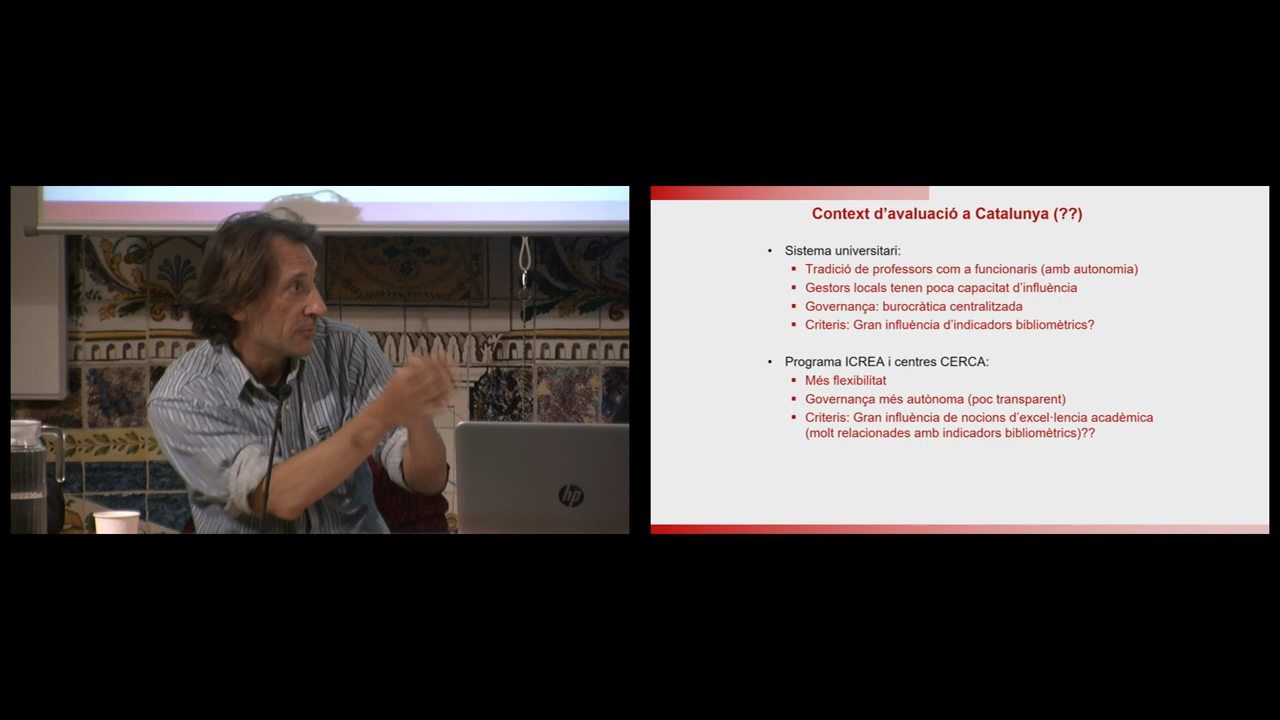 Context d'avaluació a Catalunya (??)
• Sistema universitari:
▪ Tradició de professors com a funcionaris (amb autonomia)
▪ Gestors locals tenen poca capacitat d'influència
▪ Governança: burocràtica centralitzada
▪ Criteris: Gran influència d'indicadors bibliomètrics?
• Programa ICREA i centres CERCA:
▪ Més flexibilitat
▪ Governança més autònoma (poc transparent)
▪ Criteris: Gran influència de nocions d'excel·lencia acadèmica
(molt relacionades amb indicadors bibliomètrics)??
hp